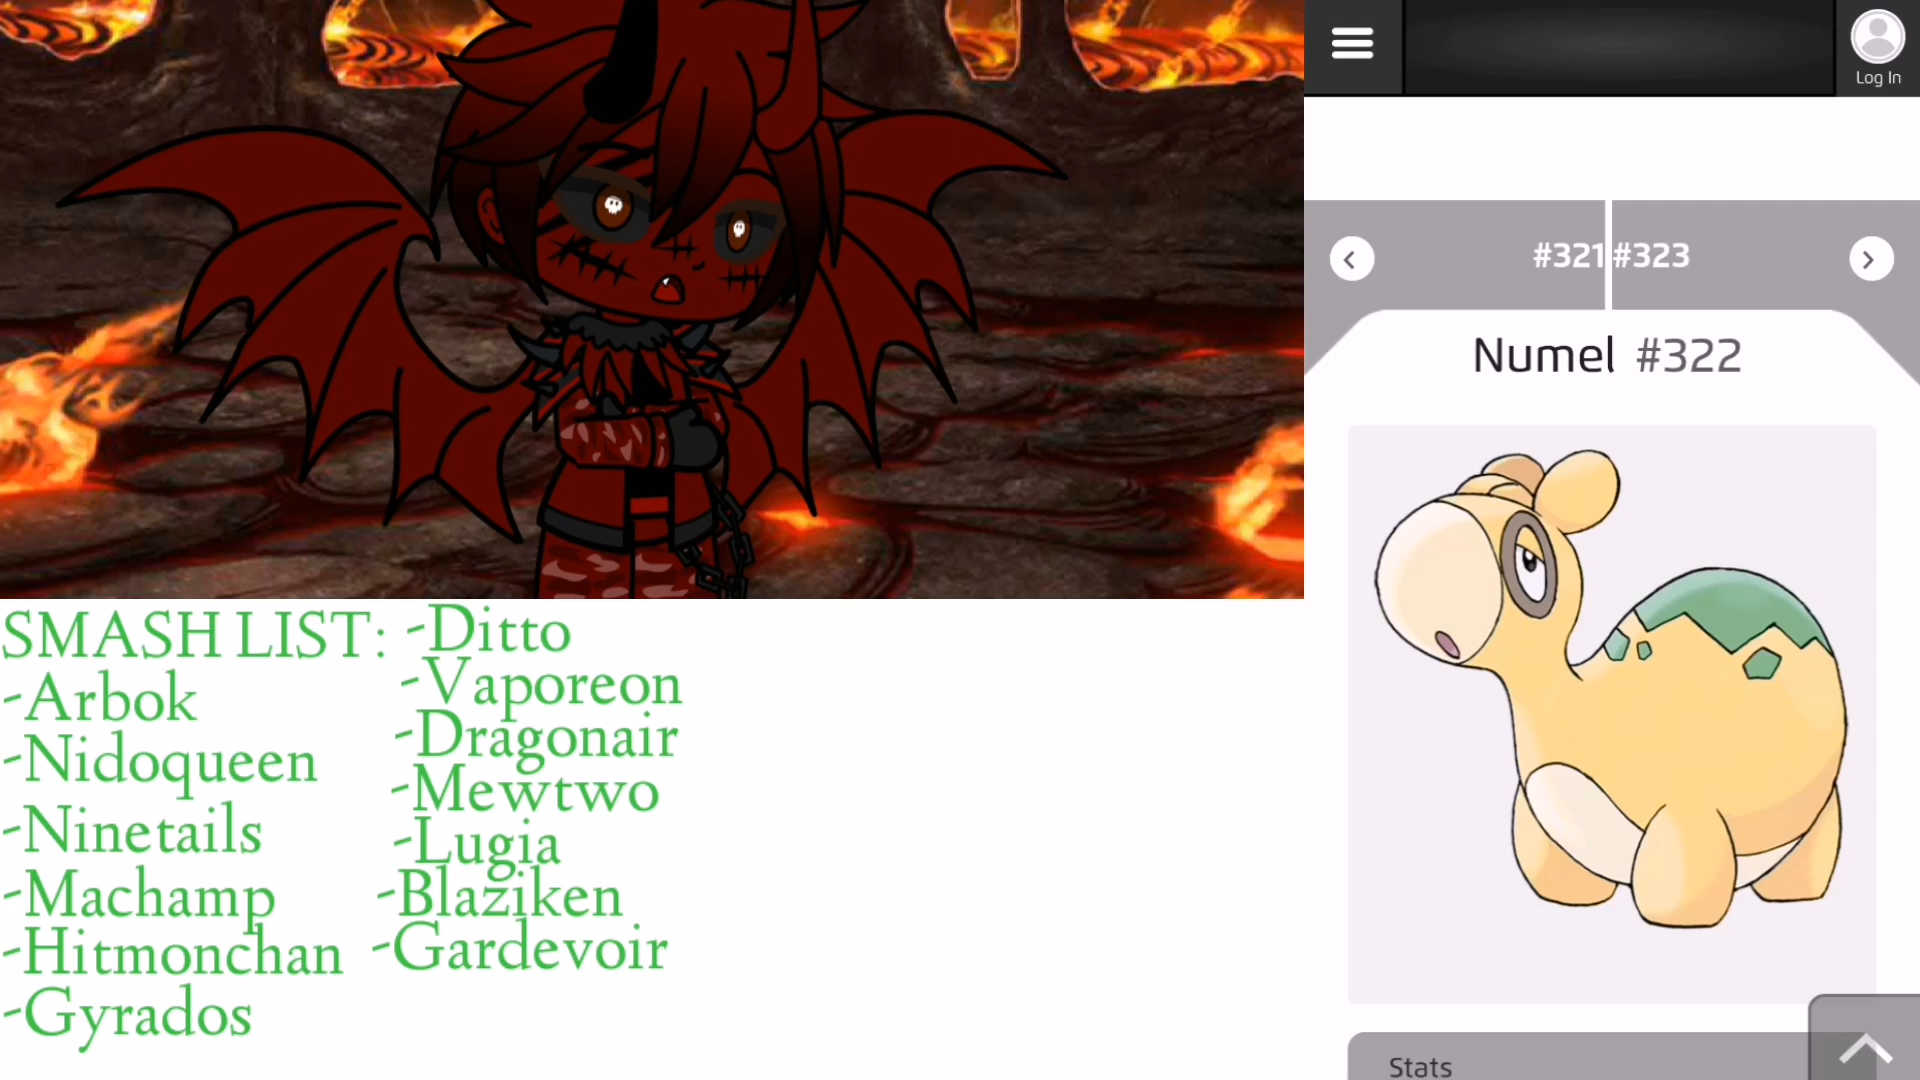 SMASH LIST:
-Arbok
-Nidoqueen
-Ninetails
-Machamp
-Hitmonchan
-Gyrados
-Ditto
-Vaporeon
-Dragonair
-Mewtwo
-Lugia
-Blaziken
-Gardevoir
Log In
#321 #323
Numel #322
Stats